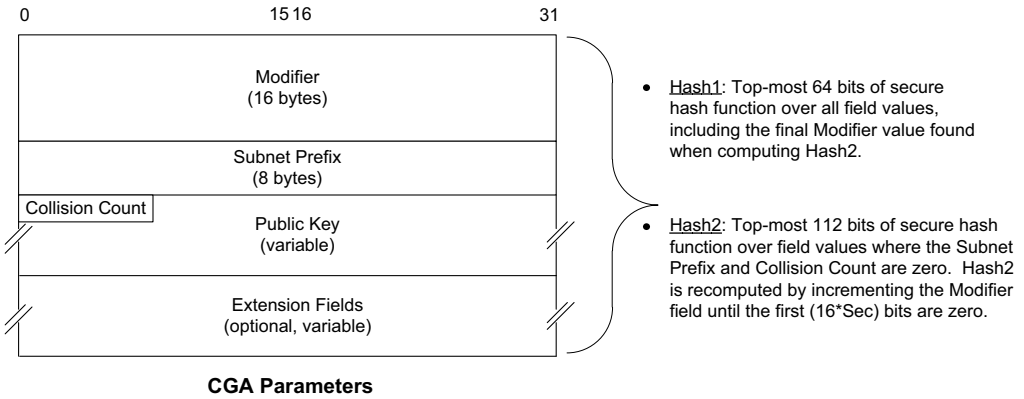 0 15 16 31
Modifier
(16 bytes)
Subnet Prefix
(8 bytes)
Collision Count
Public Key
(variable)
Extension Fields
(optional, variable)
CGA Parameters
• Hash1: Top-most 64 bits of secure
hash function over all field values,
including the final Modifier value found
when computing Hash2.
• Hash2: Top-most 112 bits of secure hash
function over field values where the Subnet
Prefix and Collision Count are zero. Hash2
is recomputed by incrementing the Modifier
field until the first (16*Sec) bits are zero.